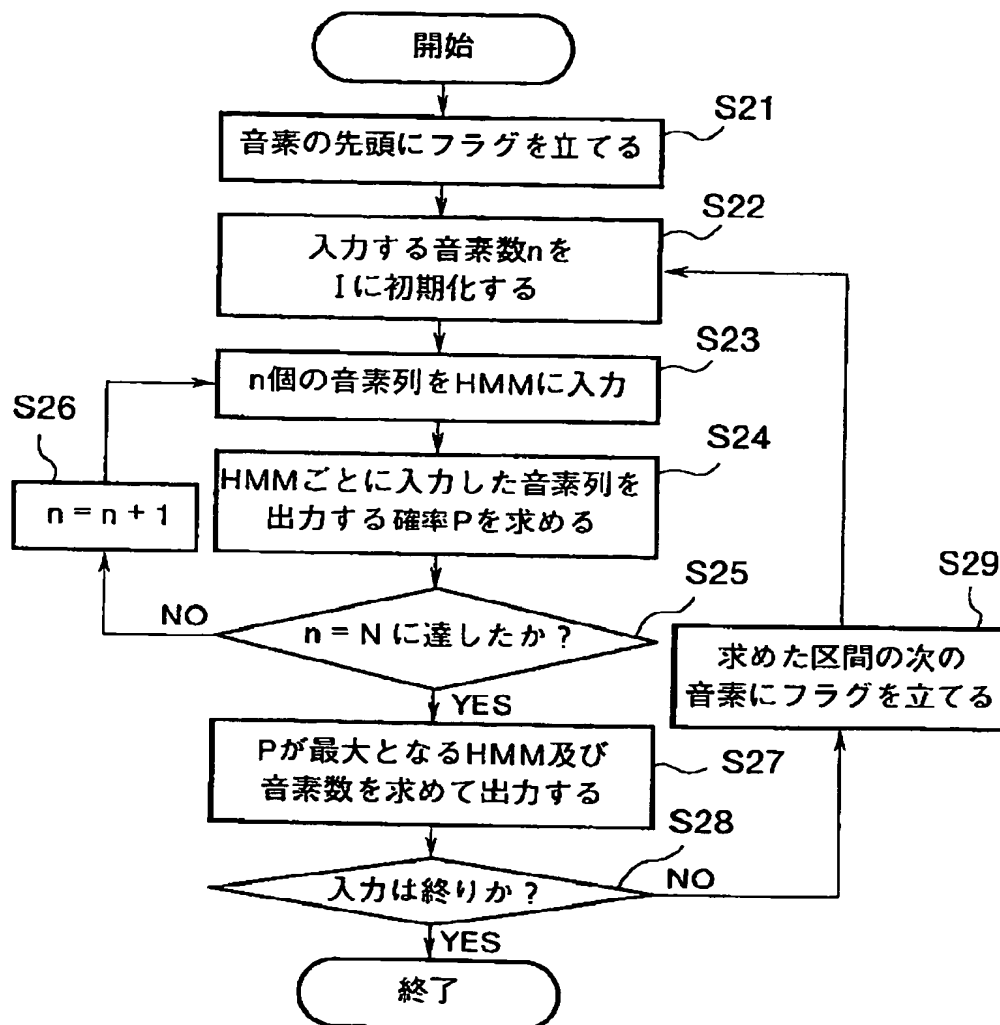 開始
S21
音素の先頭にフラグを立てる
S22
入力する音素数nを
Iに初期化する
S23
n個の音素列をHMMに入力
S26
n = n + 1
S24
HMMごとに入力した音素列を
出力する確率Pを求める
S25
NO
n = N に達したか?
S29
求めた区間の次の
音素にフラグを立てる
YES
Pが最大となるHMM及び
音素数を求めて出力する
S27
S28
入力は終りか?
NO
YES
終了